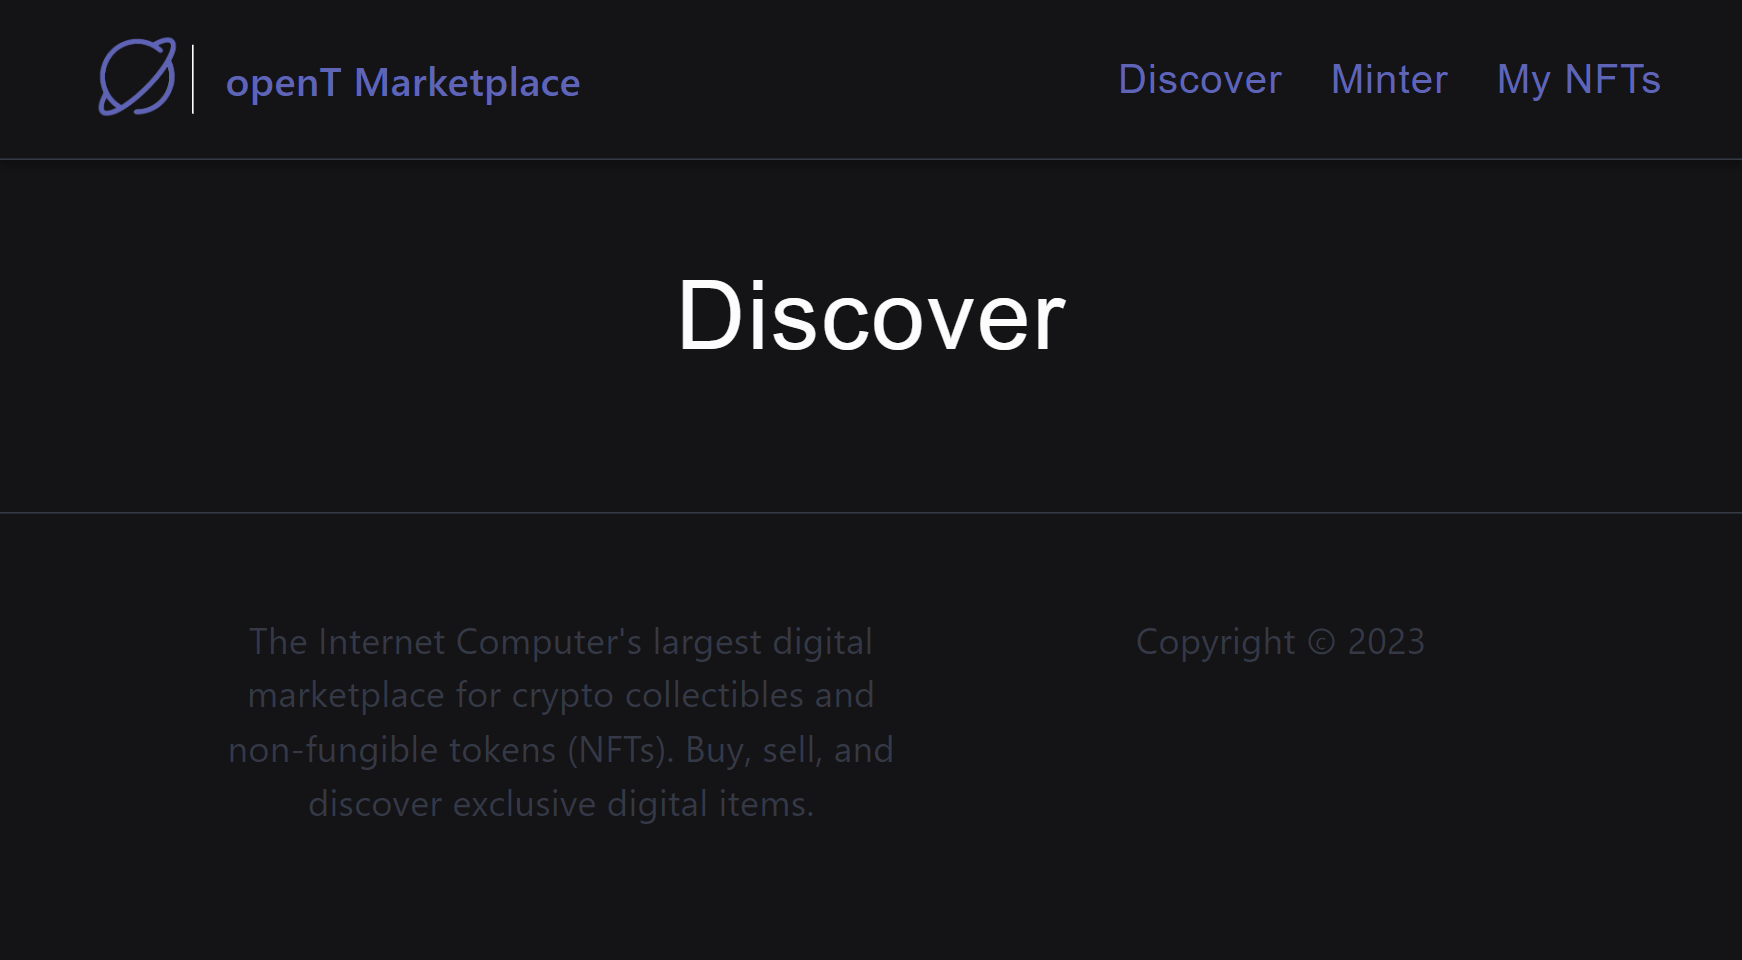 openT Marketplace
Discover Minter My NFTs
Discover
The Internet Computer's largest digital
marketplace for crypto collectibles and
non-fungible tokens (NFTs). Buy, sell, and
discover exclusive digital items.
Copyright © 2023